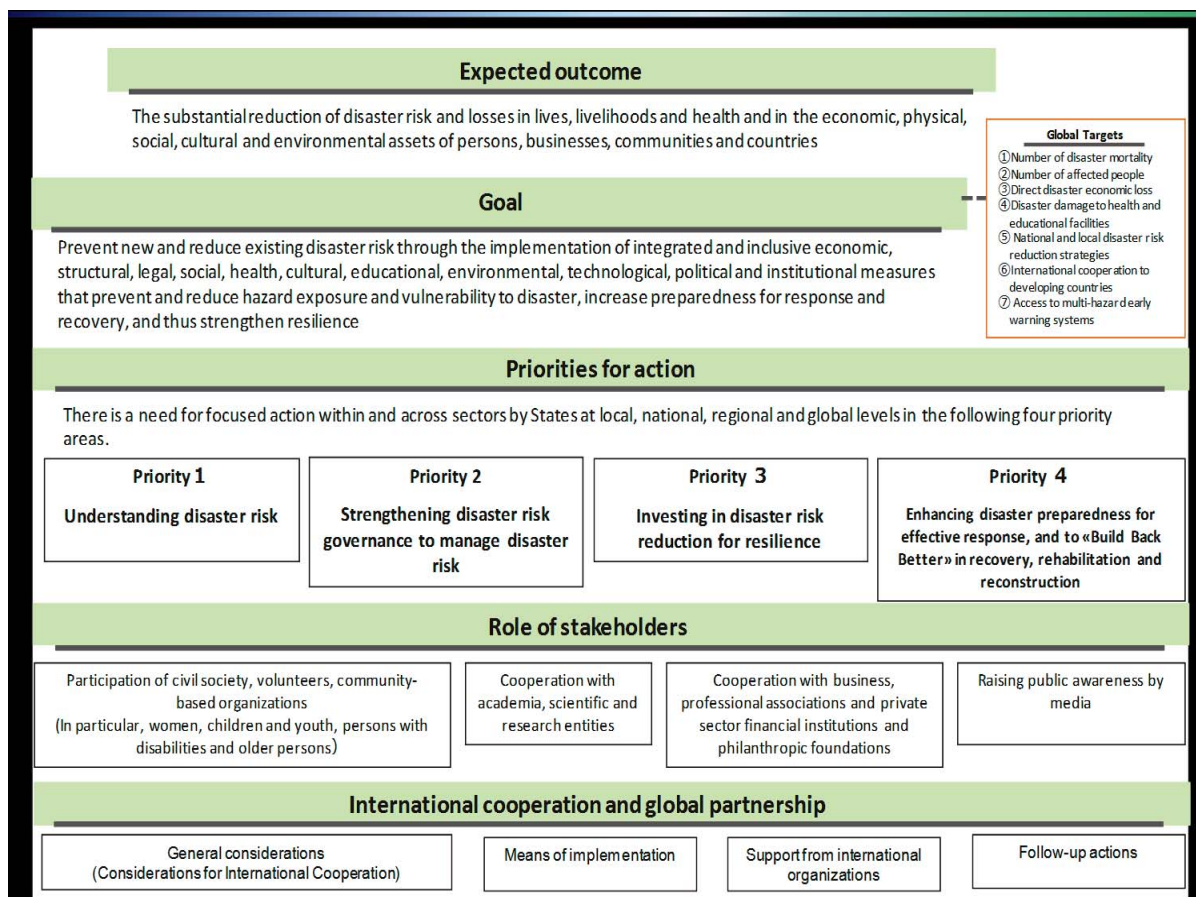 Expected outcome
The substantial reduction of disaster risk and losses in lives, livelihoods and health and in the economic, physical,
social, cultural and environmental assets of persons, businesses, communities and countries
Global Targets
①Number of disaster mortality
②Number of affected people
③Direct disaster economic loss
④Disaster damage to health and
educational facilities
⑤ National and local disaster risk
reduction strategies
⑥International cooperation to
developing countries
⑦ Access to multi-hazard early
warning systems
Goal
Prevent new and reduce existing disaster risk through the implementation of integrated and inclusive economic,
structural, legal, social, health, cultural, educational, environmental, technological, political and institutional measures
that prevent and reduce hazard exposure and vulnerability to disaster, increase preparedness for response and
recovery, and thus strengthen resilience
Priorities for action
There is a need for focused action within and across sectors by States at local, national, regional and global levels in the following four priority
areas.
Priority 1
Understanding disaster risk
Priority 2
Strengthening disaster risk
governance to manage disaster
risk
Priority 3
Investing in disaster risk
reduction for resilience
Priority 4
Enhancing disaster preparedness for
effective response, and to «Build Back
Better» in recovery, rehabilitation and
reconstruction
Role of stakeholders
Participation of civil society, volunteers, community-
based organizations
(In particular, women, children and youth, persons with
disabilities and older persons)
Cooperation with
academia, scientific and
research entities
Cooperation with business,
professional associations and private
sector financial institutions and
philanthropic foundations
Raising public awareness by
media
International cooperation and global partnership
General considerations
(Considerations for International Cooperation)
Means of implementation
Support from international
organizations
Follow-up actions